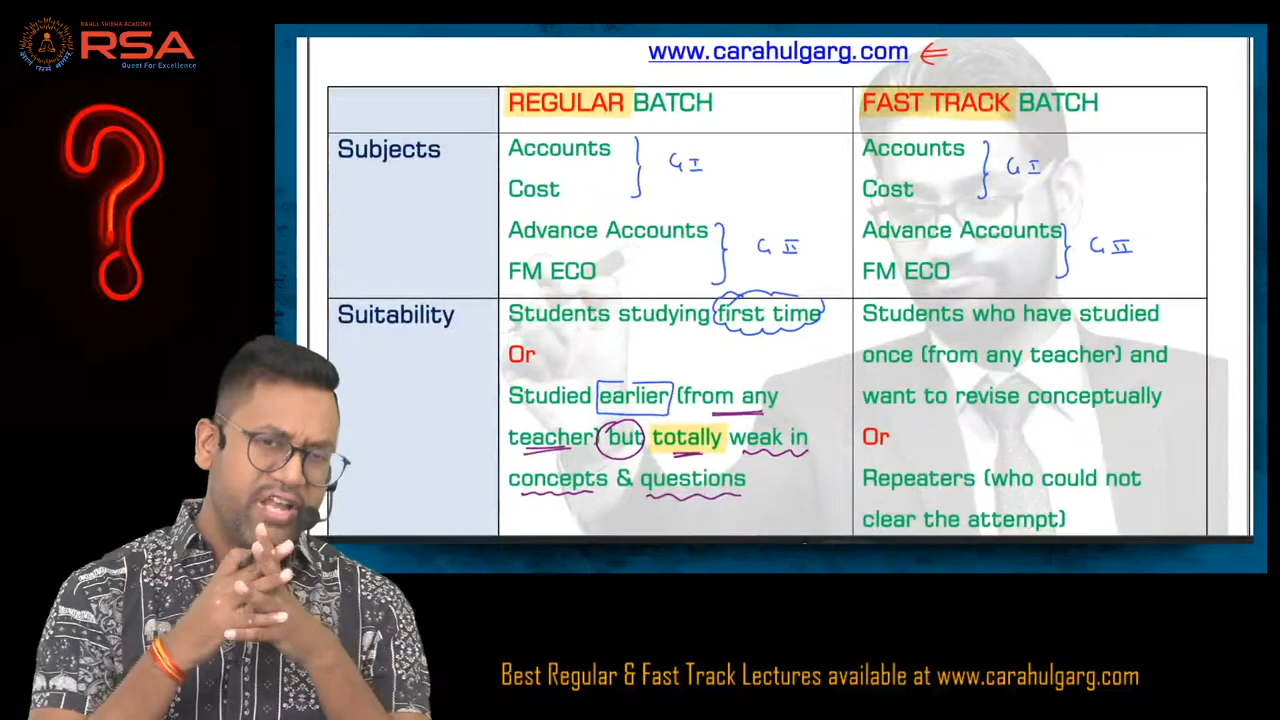 RAHUL SHIKHA ACADEMY
RSA
Quest For Excellence
www.carahulgarg.com
REGULAR BATCH
FAST TRACK BATCH
Subjects
Accounts
Cost
G I
Advance Accounts
FM ECO
G II
Accounts
Cost
G I
Advance Accounts
FM ECO
G II
Suitability
Students studying first time
Or
Studied earlier (from any
teacher) but totally weak in
concepts & questions
Students who have studied
once (from any teacher) and
want to revise conceptually
Or
Repeaters (who could not
clear the attempt)
Best Regular & Fast Track Lectures available at www.carahulgarg.com